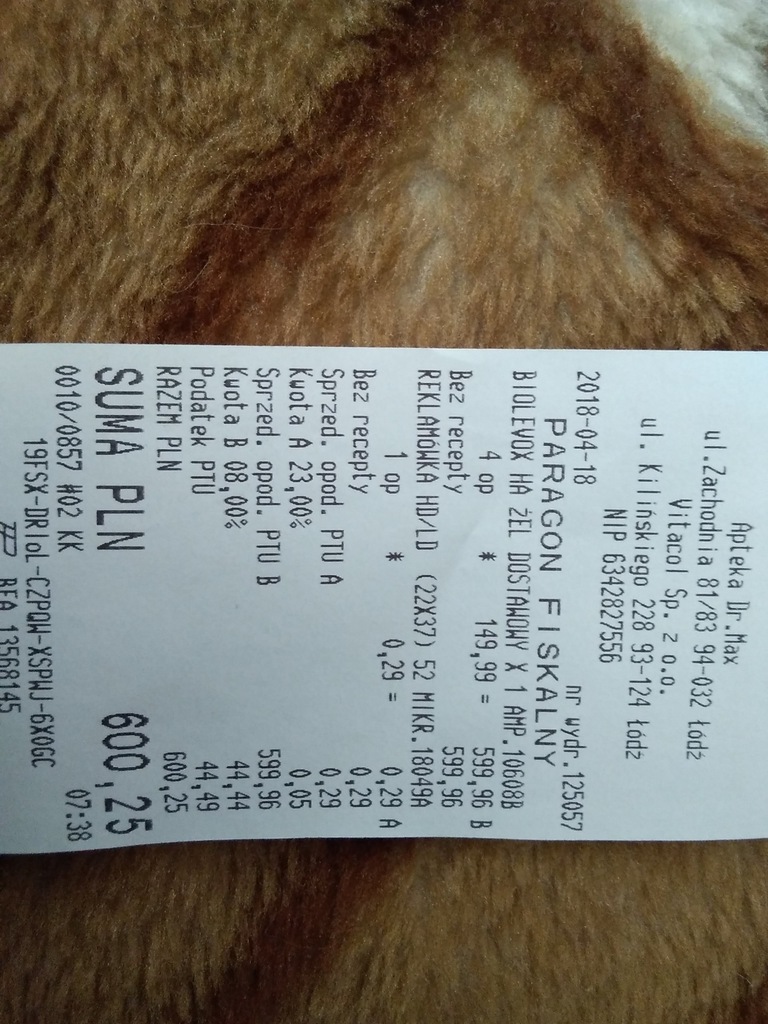 Apteka Dr.Max
ul.Zachodnia 81/83 94-032 Łódź
Vitacol Sp. z o.o.
ul. Kilińskiego 228 93-124 Łódz
NIP 6342827556
2018-04-18 nr wydr.125057
PARAGON FISKALNY
BIOLEVOX HA ŻEL DOSTAWOWY X 1 AMP.10608B
4 op * 149,99 = 599,96 B
Bez recepty 599,96
REKLAMÓWKA HD/LD (22X37) 52 MIKR.18049A
1 op * 0,29 = 0,29 A
Bez recepty 0,29
Sprzed. opod. PTU A 0,29
Kwota A 23,00% 0,05
Sprzed. opod. PTU B 599,96
Kwota B 08,00% 44,44
Podatek PTU 44,49
RAZEM PLN 600,25
SUMA PLN 600,25
0010/0857 #02 KK 07:38
19FSX-DRIoL-CZPQW-XSPWJ-6XOGC
BFA 13568145